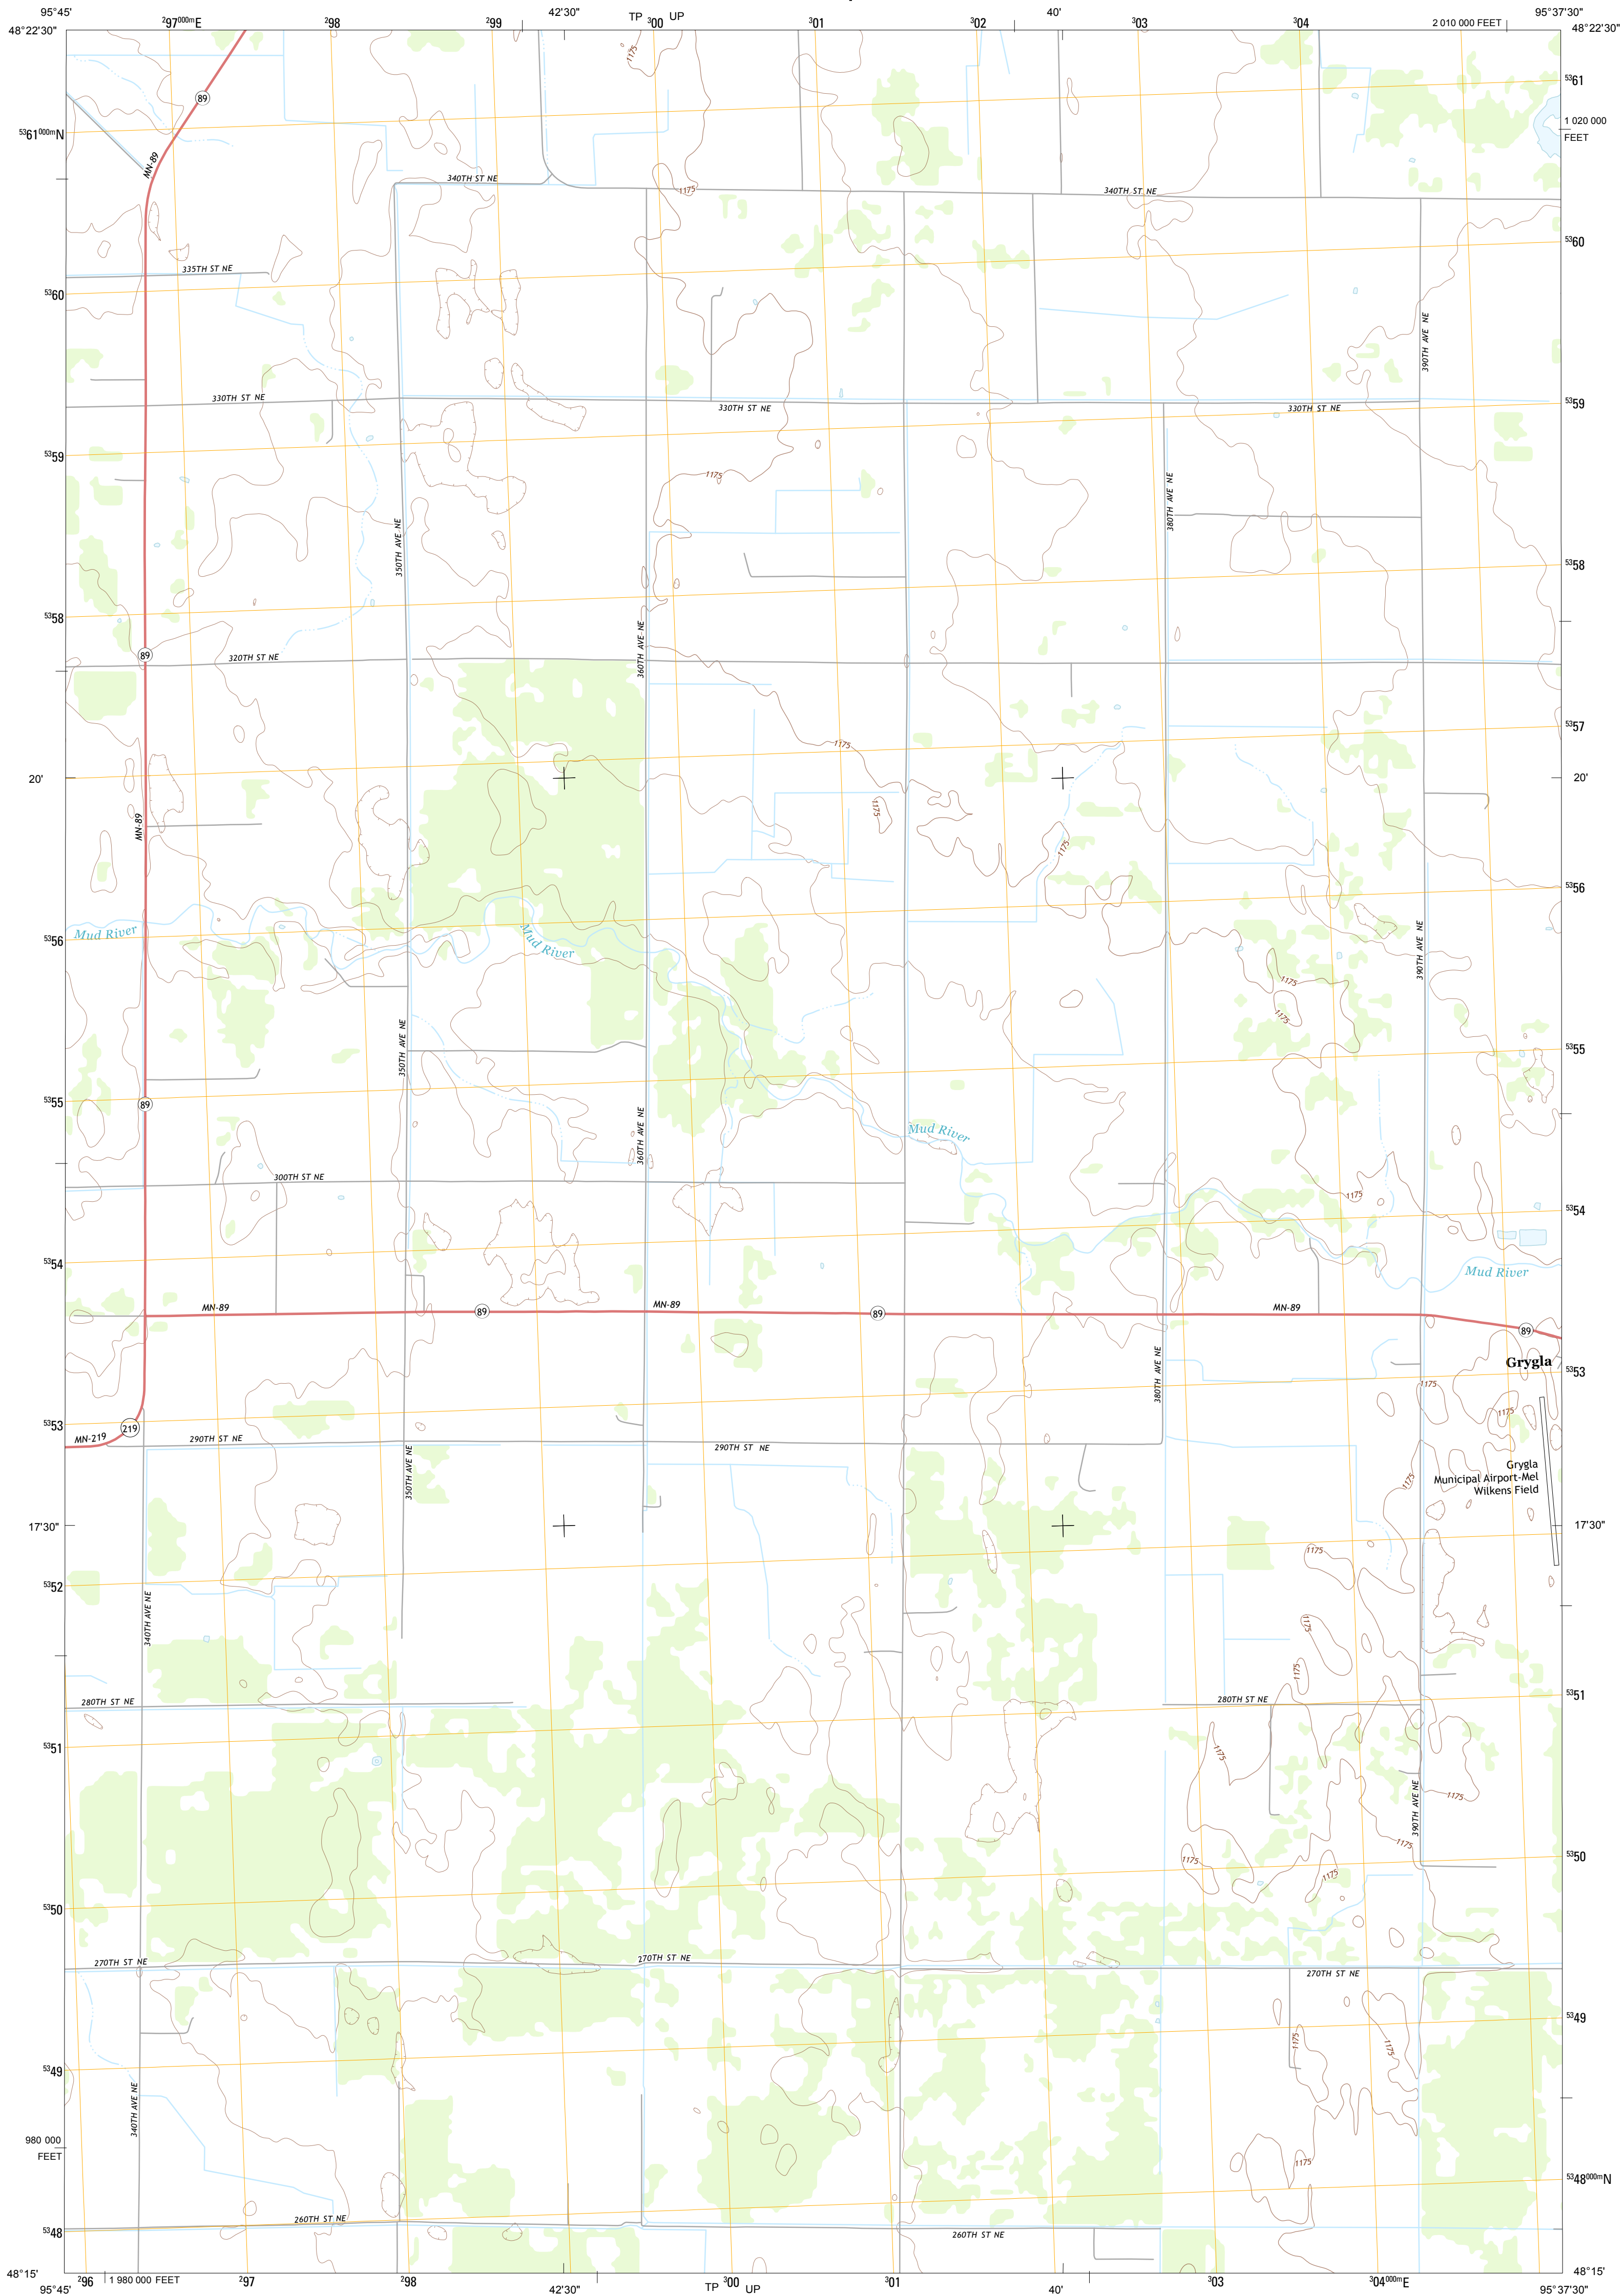 95°45'
²97⁰⁰⁰ᵐE
²98
²99
42'30"
TP
³00
UP
³01
³02
40'
³03
³04
2 010 000 FEET
95°37'30"
48°22'30"
48°22'30"
1175
⁵³61
89
1 020 000
FEET
⁵³61⁰⁰⁰ᵐN
MN-89
340TH ST NE
1175
340TH ST NE
⁵³60
335TH ST NE
⁵³60
390TH AVE NE
330TH ST NE
330TH ST NE
330TH ST NE
⁵³59
⁵³59
1175
380TH AVE NE
350TH AVE NE
⁵³58
⁵³58
360TH AVE NE
89
320TH ST NE
⁵³57
1175
20'
20'
1175
MN-89
1175
⁵³56
Mud River
Mud River
⁵³56
390TH AVE NE
1175
1175
350TH AVE NE
⁵³55
⁵³55
89
360TH AVE NE
Mud River
300TH ST NE
1175
⁵³54
⁵³54
Mud River
MN-89
89
MN-89
89
MN-89
89
Grygla
⁵³53
380TH AVE NE
1175
1175
⁵³53
219
MN-219
290TH ST NE
290TH ST NE
350TH AVE NE
Grygla
Municipal Airport-Mel
Wilkens Field
1175
17'30"
17'30"
1175
⁵³52
340TH AVE NE
1175
1175
280TH ST NE
280TH ST NE
⁵³51
⁵³51
1175
1175
390TH AVE NE
1175
⁵³50
1175
1175
⁵³50
270TH ST NE
270TH ST NE
270TH ST NE
⁵³49
1175
1175
⁵³49
340TH AVE NE
980 000
FEET
1175
⁵³48⁰⁰⁰ᵐN
260TH ST NE
260TH ST NE
⁵³48
48°15'
48°15'
95°45'
²96
1 980 000 FEET
²97
²98
42'30"
TP
³00
UP
³01
40'
³03
³04⁰⁰⁰ᵐE
95°37'30"